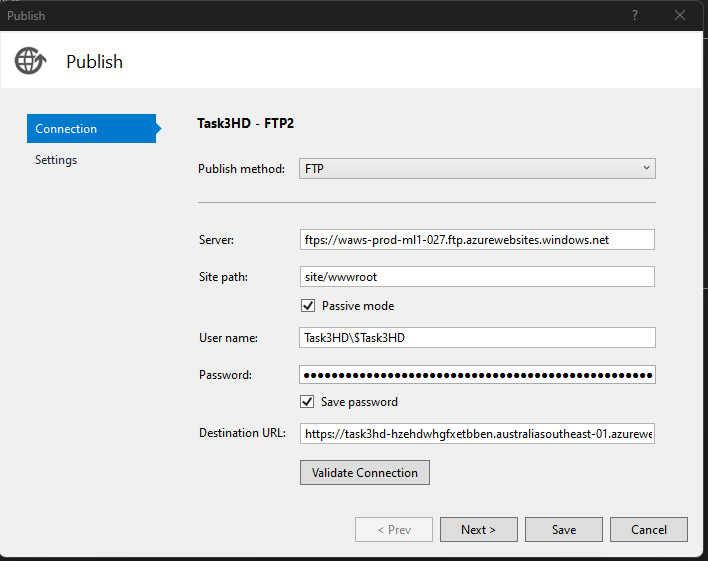 Publish ?
Publish
Connection
Settings
Task3HD - FTP2
Publish method: FTP
Server: ftps://waws-prod-ml1-027.ftp.azurewebsites.windows.net
Site path: site/wwwroot
Passive mode
User name: Task3HD\$Task3HD
Password: ●●●●●●●●●●●●●●●●●●●●●●●●●●●●●●●●●●●●●●●●●●●●●●●●●●
Save password
Destination URL: https://task3hd-hzehdwhgfxetbben.australiasoutheast-01.azurewe
Validate Connection
< Prev Next > Save Cancel